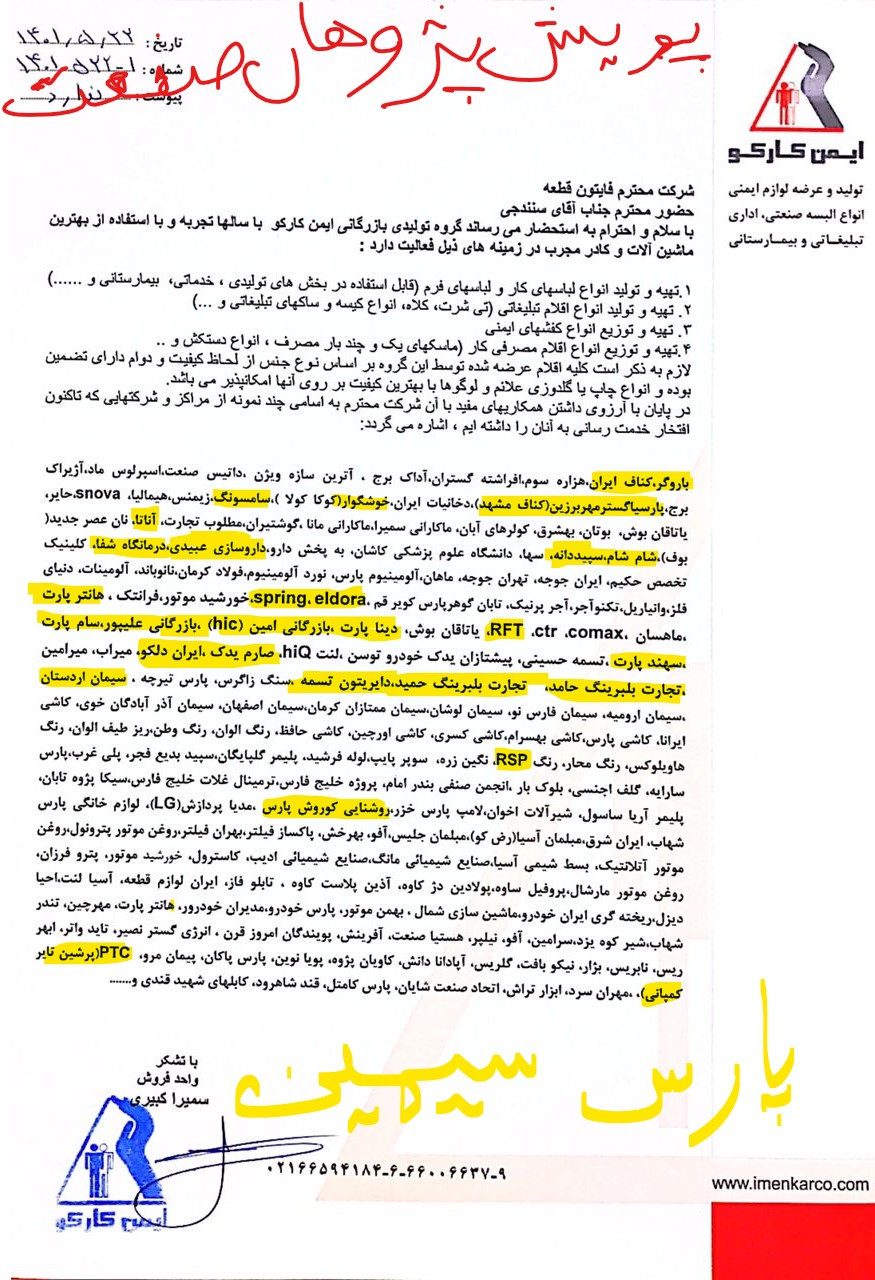 پویش پژوهان صنعت
تاریخ: ۱۴۰۱,۵,۲۲
شماره: ۱-۱۴۰۱,۵۲۲
پیوست: ندارد
ایمن کارکو
تولید و عرضه لوازم ایمنی
انواع البسه صنعتی، اداری
تبلیغاتی و بیمارستانی
شرکت محترم فایتون قطعه
حضور محترم جناب آقای سنندجی
با سلام و احترام به استحضار می رساند گروه تولیدی بازرگانی ایمن کارکو با سالها تجربه و با استفاده از بهترین
ماشین آلات و کادر مجرب در زمینه های ذیل فعالیت دارد :
۱.تهیه و تولید انواع لباسهای کار و لباسهای فرم (قابل استفاده در بخش های تولیدی ، خدماتی، بیمارستانی و ......)
۲. تهیه و تولید انواع اقلام تبلیغاتی (تی شرت، کلاه، انواع کیسه و ساکهای تبلیغاتی و ...)
۳. تهیه و توزیع انواع کفشهای ایمنی
۴.تهیه و توزیع انواع اقلام مصرفی کار (ماسکهای یک و چند بار مصرف ، انواع دستکش و ..
لازم به ذکر است کلیه اقلام عرضه شده توسط این گروه بر اساس نوع جنس از لحاظ کیفیت و دوام دارای تضمین
بوده و انواع چاپ یا گلدوزی علائم و لوگوها با بهترین کیفیت بر روی آنها امکانپذیر می باشد.
در پایان با آرزوی داشتن همکاریهای مفید با آن شرکت محترم به اسامی چند نمونه از مراکز و شرکتهایی که تاکنون
افتخار خدمت رسانی به آنان را داشته ایم ، اشاره می گردد:
باروگر،کناف ایران،هزاره سوم،افراشته گستران،آداک برج ، آترین سازه ویژن ، داتیس صنعت،اسپرلوس ماد،آژیراک
برج،پارسیاگسترمهربرزین(کناف مشهد)،دخانیات ایران،خوشگوار(کوکا کولا )،سامسونگ،زیمنس،هیمالیا، snova،حایر،
یاتاقان بوش، بوتان، بهشرق، کولرهای آبان، ماکارانی سمیرا،ماکارانی مانا ،گوشتیران،مطلوب تجارت، آناتا، نان عصر جدید(
بوف)،شام شام،سپیددانه، سها، دانشگاه علوم پزشکی کاشان، به پخش دارو،داروسازی عبیدی،درمانگاه شفا، کلینیک
تخصص حکیم، ایران جوجه، تهران جوجه، ماهان،آلومینیوم پارس، نورد آلومینیوم،فولاد کرمان،نانوباند، آلومینات، دنیای
فلز،وانیاریل،تکنوآجر،آجر پرنیک، تابان گوهرپارس کویر قم ،spring، eldora،خورشید موتور،فرانتک ، هانتر پارت
،ماهسان ،ctr ،comax، RFT، یاتاقان بوش، دینا پارت ،بازرگانی امین (hic) ،بازرگانی علیپور،سام پارت
،سهند پارت، تسمه حسینی، پیشتازان یدک خودرو توسن ،لنت hiQ، صارم یدک ،ایران دلکو، میراب، میرامین
،تجارت بلبرینگ حامد، تجارت بلبرینگ حمید،دایریتون تسمه ،سنگ زاگرس، پارس تیرچه ، سیمان اردستان
،سیمان ارومیه، سیمان فارس نو، سیمان لوشان،سیمان ممتازان کرمان،سیمان اصفهان، سیمان آذر آبادگان خوی، کاشی
ایرانا، کاشی پارس،کاشی بهسرام،کاشی کسری، کاشی اورچین، کاشی حافظ، رنگ الوان، رنگ وطن،ریز طیف الوان، رنگ
هاویلوکس، رنگ محار، رنگ RSP، نگین زره، سوپر پایپ،لوله فرشید، پلیمر گلپایگان،سپید بدیع فجر، پلی غرب،پارس
سارایه، گلف اجنسی، بلوک بار ،انجمن صنفی بندر امام، پروژه خلیج فارس،ترمینال غلات خلیج فارس،سیکا پژوه تابان،
پلیمر آریا ساسول، شیرآلات اخوان،لامپ پارس خزر،روشنایی کوروش پارس ،مدیا پردازش(LG)، لوازم خانگی پارس
شهاب، ایران شرق،مبلمان آسیا(رض کو)،مبلمان جلیس،آفو، بهرخش، پاکساز فیلتر،بهران فیلتر،روغن موتور پترونول،روغن
موتور آتلانتیک، بسط شیمی آسیا،صنایع شیمیائی مانگ،صنایع شیمیائی ادیب، کاسترول، خورشید موتور، پترو فرزان،
روغن موتور مارشال،پروفیل ساوه،پولادین دژ کاوه، آذین پلاست کاوه ، تابلو فاز، ایران لوازم قطعه، آسیا لنت،احیا
دیزل،ریخته گری ایران خودرو،ماشین سازی شمال ، بهمن موتور، پارس خودرو،مدیران خودرور، هانتر پارت، مهرچین، تندر
شهاب،شیر کوه یزد،سرامین، آفو، نیلپر، هستیا صنعت، آفرینش، پویندگان امروز قرن ، انرژی گستر نصیر، تاید واتر، ابهر
ریس، نابریس، بژار، نیکو بافت، گلریس، آپادانا دانش، کاویان پژوه، پویا نوین، پارس پاکان، پیمان مرو، PTC(پرشین تایر
کمپانی)، ،مهران سرد، ابزار تراش، اتحاد صنعت شایان، پارس کامتل، قند شاهرود، کابلهای شهید قندی و.......
پارس سیهین
با تشکر
واحد فروش
سمیرا کبیری
ایمن کارکو
۰۲۱۶۶۵۹۴۱۸۴-۶-۶۶۰۰۶۶۳۷-۹
www.imenkarco.com